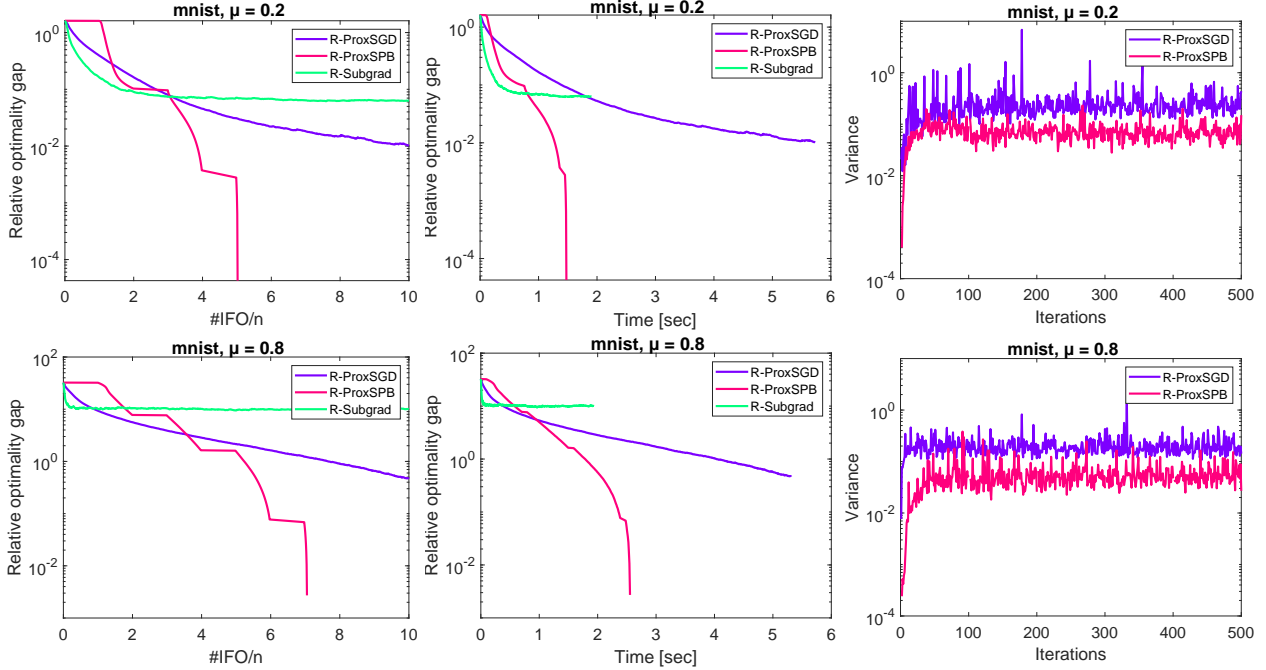 mnist, μ = 0.2
Relative optimality gap
10^0
10^-2
10^-4
R-ProxSGD
R-ProxSPB
R-Subgrad
0 2 4 6 8 10
#IFO/n
mnist, μ = 0.2
Relative optimality gap
10^0
10^-2
10^-4
R-ProxSGD
R-ProxSPB
R-Subgrad
0 1 2 3 4 5 6
Time [sec]
mnist, μ = 0.2
Variance
10^0
10^-2
10^-4
R-ProxSGD
R-ProxSPB
0 100 200 300 400 500
Iterations
mnist, μ = 0.8
Relative optimality gap
10^2
10^0
10^-2
R-ProxSGD
R-ProxSPB
R-Subgrad
0 2 4 6 8 10
#IFO/n
mnist, μ = 0.8
Relative optimality gap
10^2
10^0
10^-2
R-ProxSGD
R-ProxSPB
R-Subgrad
0 1 2 3 4 5 6
Time [sec]
mnist, μ = 0.8
Variance
10^0
10^-2
10^-4
R-ProxSGD
R-ProxSPB
0 100 200 300 400 500
Iterations